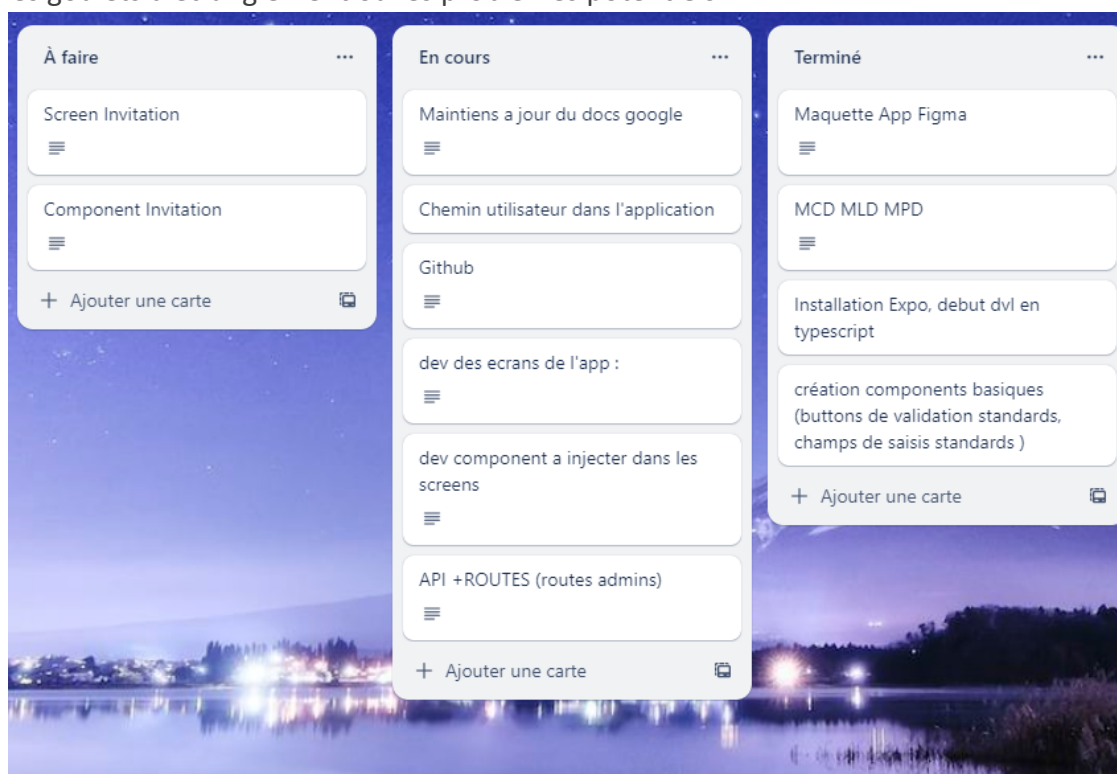 À faire
Screen Invitation
Component Invitation
Ajouter une carte
En cours
Maintiens a jour du docs google
Chemin utilisateur dans l'application
Github
dev des ecrans de l'app :
dev component a injecter dans les
screens
API +ROUTES (routes admins)
Ajouter une carte
Terminé
Maquette App Figma
MCD MLD MPD
Installation Expo, debut dvl en
typescript
création components basiques
(buttons de validation standards,
champs de saisis standards )
Ajouter une carte